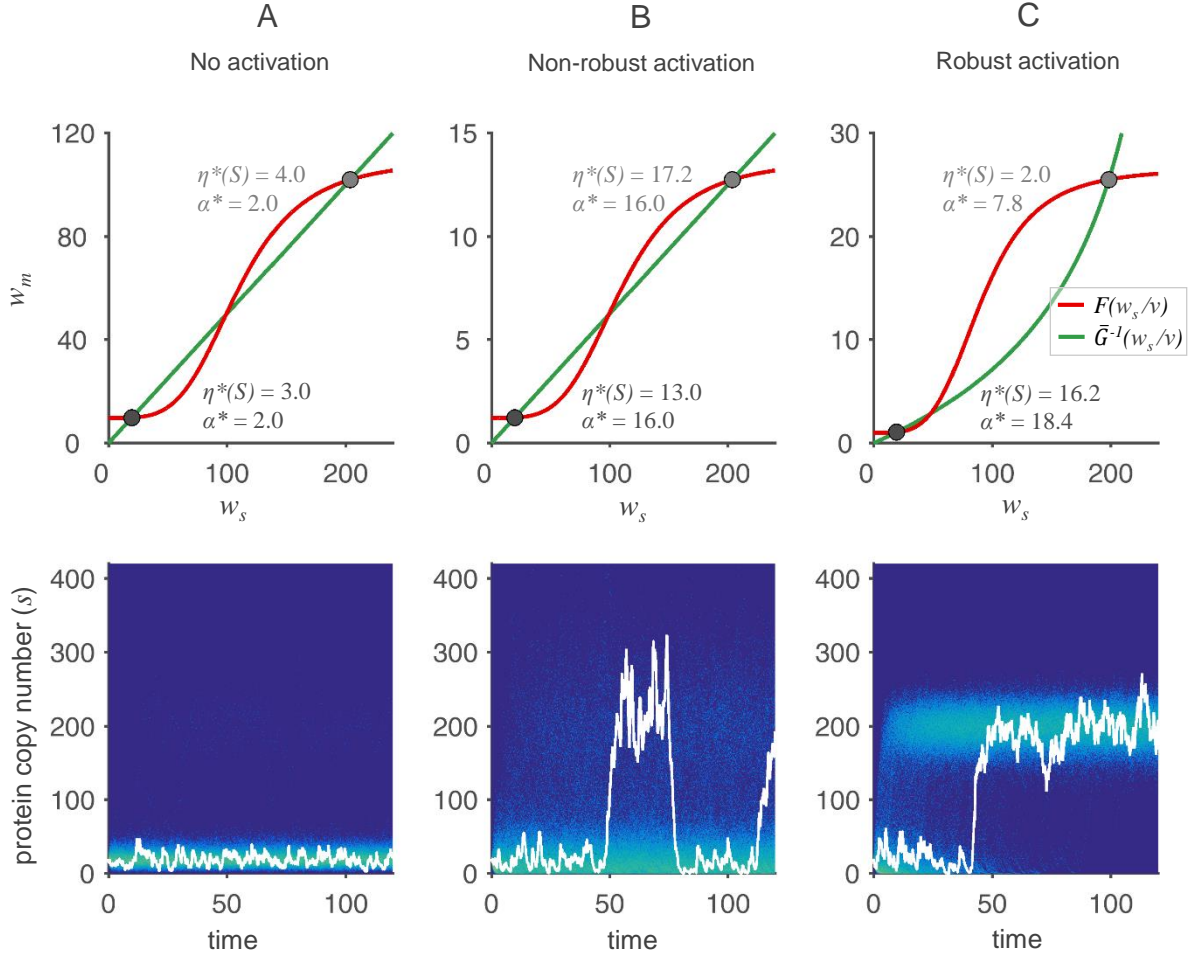 A
B
C
No activation
Non-robust activation
Robust activation
120
80
40
0
w_m
η*(S) = 4.0
α* = 2.0
η*(S) = 3.0
α* = 2.0
0
100
200
w_s
15
10
5
0
η*(S) = 17.2
α* = 16.0
η*(S) = 13.0
α* = 16.0
0
100
200
w_s
30
20
10
0
η*(S) = 2.0
α* = 7.8
F(w_s/v)
Ḡ⁻¹(w_s/v)
η*(S) = 16.2
α* = 18.4
0
100
200
w_s
protein copy number (s)
400
300
200
100
0
0
50
100
time
400
300
200
100
0
0
50
100
time
400
300
200
100
0
0
50
100
time